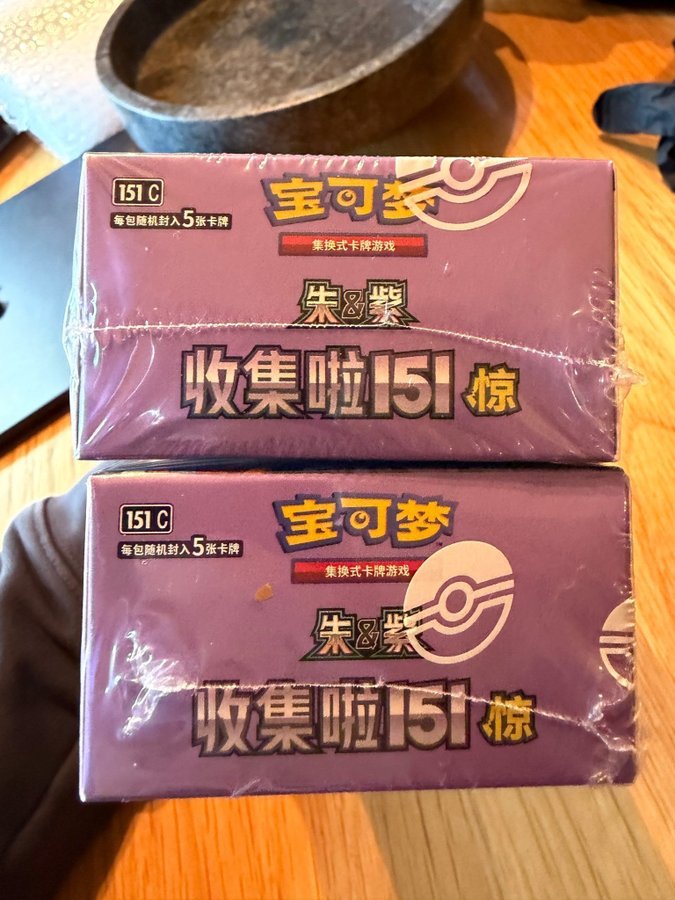 151 C
每包随机封入5张卡牌
宝可梦
集换式卡牌游戏
朱&紫
收集啦151 惊
151 C
每包随机封入5张卡牌
宝可梦
集换式卡牌游戏
朱&紫
收集啦151 惊